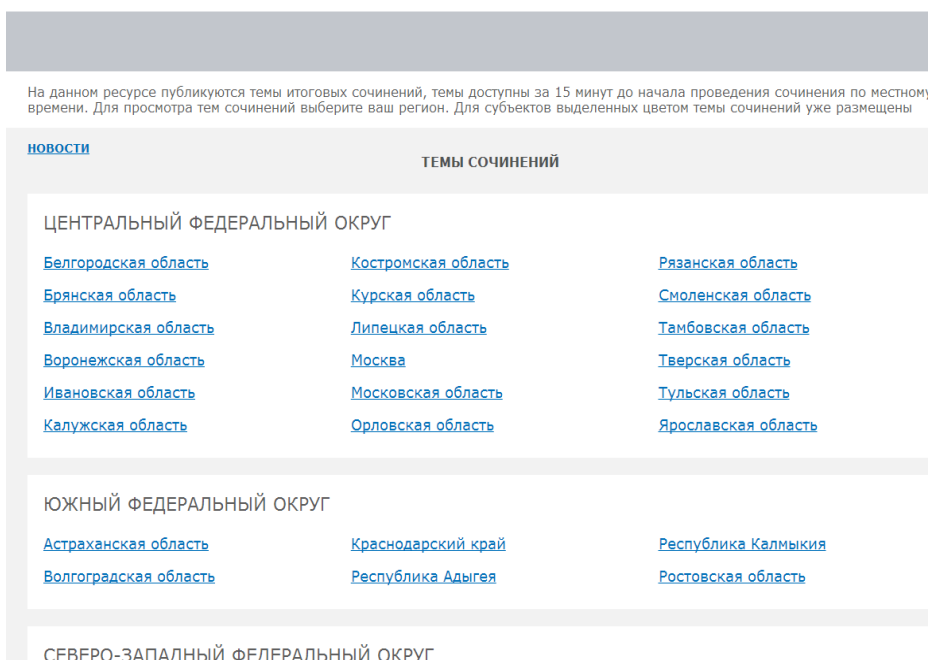 На данном ресурсе публикуются темы итоговых сочинений, темы доступны за 15 минут до начала проведения сочинения по местному
времени. Для просмотра тем сочинений выберите ваш регион. Для субъектов выделенных цветом темы сочинений уже размещены
НОВОСТИ
ТЕМЫ СОЧИНЕНИЙ
ЦЕНТРАЛЬНЫЙ ФЕДЕРАЛЬНЫЙ ОКРУГ
Белгородская область Костромская область Рязанская область
Брянская область Курская область Смоленская область
Владимирская область Липецкая область Тамбовская область
Воронежская область Москва Тверская область
Ивановская область Московская область Тульская область
Калужская область Орловская область Ярославская область
ЮЖНЫЙ ФЕДЕРАЛЬНЫЙ ОКРУГ
Астраханская область Краснодарский край Республика Калмыкия
Волгоградская область Республика Адыгея Ростовская область
СЕВЕРО-ЗАПАДНЫЙ ФЕДЕРАЛЬНЫЙ ОКРУГ